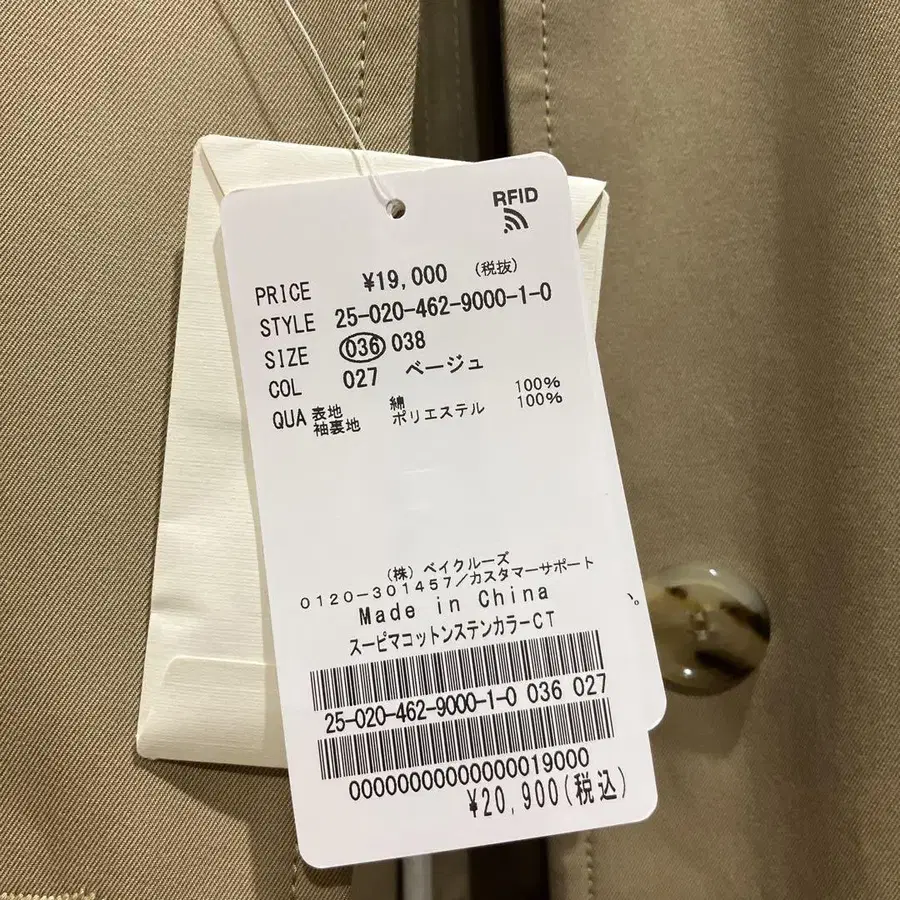 RFID
PRICE ¥19,000 (税抜)
STYLE 25-020-462-9000-1-0
SIZE 036 038
COL 027 ベージュ
QUA 表地 綿 100%
袖裏地 ポリエステル 100%
(株) ベイクルーズ
0120-301457/カスタマーサポート
Made in China
スーピマコットンステンカラーCT
25-020-462-9000-1-0 036 027
00000000000000019000
¥20,900(税込)